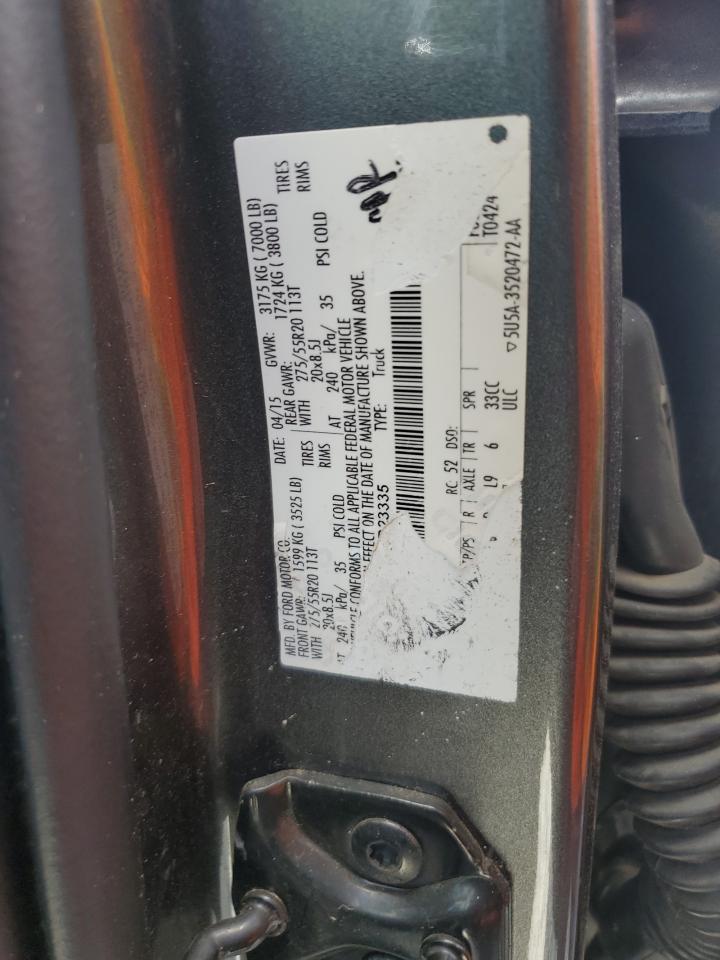 MFD. BY FORD MOTOR CO. DATE: 04/15 GVWR: 3175 KG ( 7000 LB)
FRONT GAWR: 1599 KG ( 3525 LB) REAR GAWR: 1724 KG ( 3800 LB)
WITH 275/55R20 113T TIRES WITH 275/55R20 113T TIRES
20x8.5J RIMS 20x8.5J RIMS
AT 240 kPa/ 35 PSI COLD AT 240 kPa/ 35 PSI COLD
CONFORMS TO ALL APPLICABLE FEDERAL MOTOR VEHICLE
EFFECT ON THE DATE OF MANUFACTURE SHOWN ABOVE.
23335 TYPE: Truck
RC: 52 DSO:
TP/PS R AXLE TR SPR
L9 6 33CC T0424
ULC
▽ 5U5A-3520472-AA